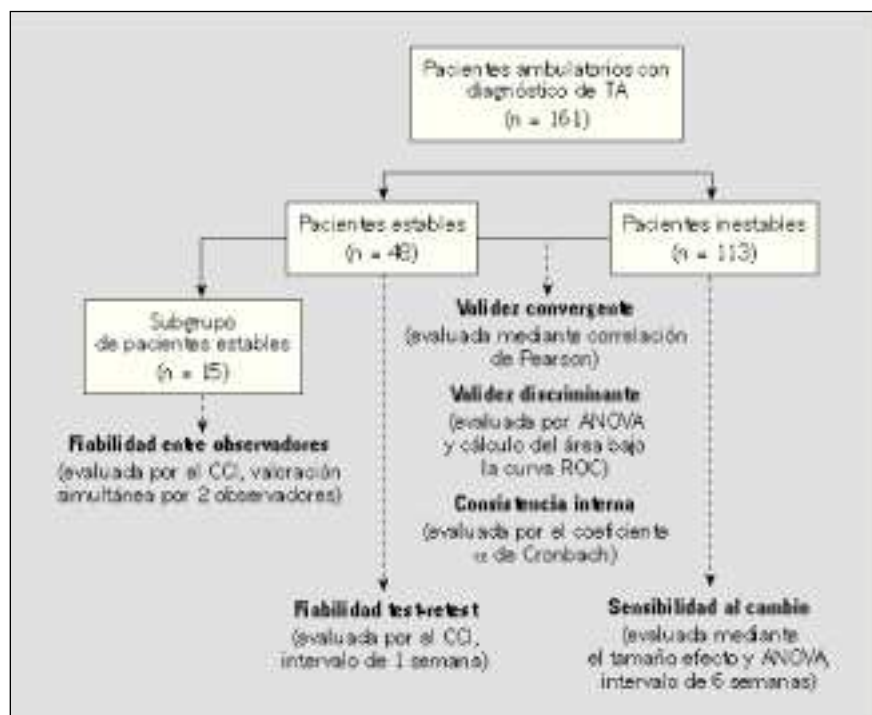 Pacientes ambulatorios con
diagnóstico de TA
(n = 161)
Pacientes estables
(n = 48)
Pacientes inestables
(n = 113)
Subgrupo
de pacientes estables
(n = 15)
Validez convergente
(evaluada mediante correlación
de Pearson)
Validez discriminante
(evaluada por ANOVA
y cálculo del área bajo
la curva ROC)
Consistencia interna
(evaluada por el coeficiente
α de Cronbach)
Fiabilidad entre observadores
(evaluada por el CCI, valoración
simultánea por 2 observadores)
Fiabilidad test-retest
(evaluada por el CCI,
intervalo de 1 semana)
Sensibilidad al cambio
(evaluada mediante
el tamaño efecto y ANOVA,
intervalo de 6 semanas)